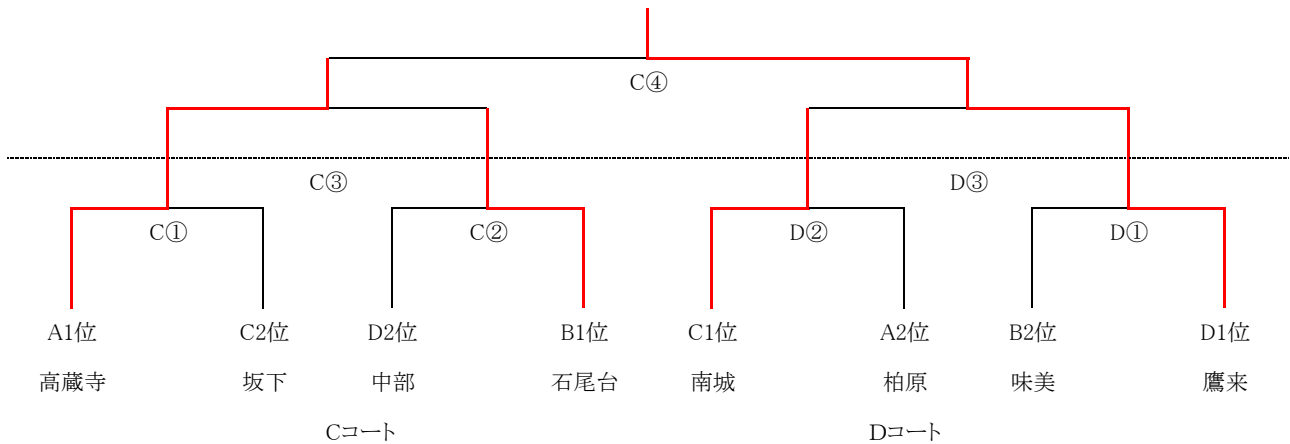 C④
C③ D③
C① C② D② D①
A1位 C2位 D2位 B1位 C1位 A2位 B2位 D1位
高蔵寺 坂下 中部 石尾台 南城 柏原 味美 鷹来
Cコート Dコート